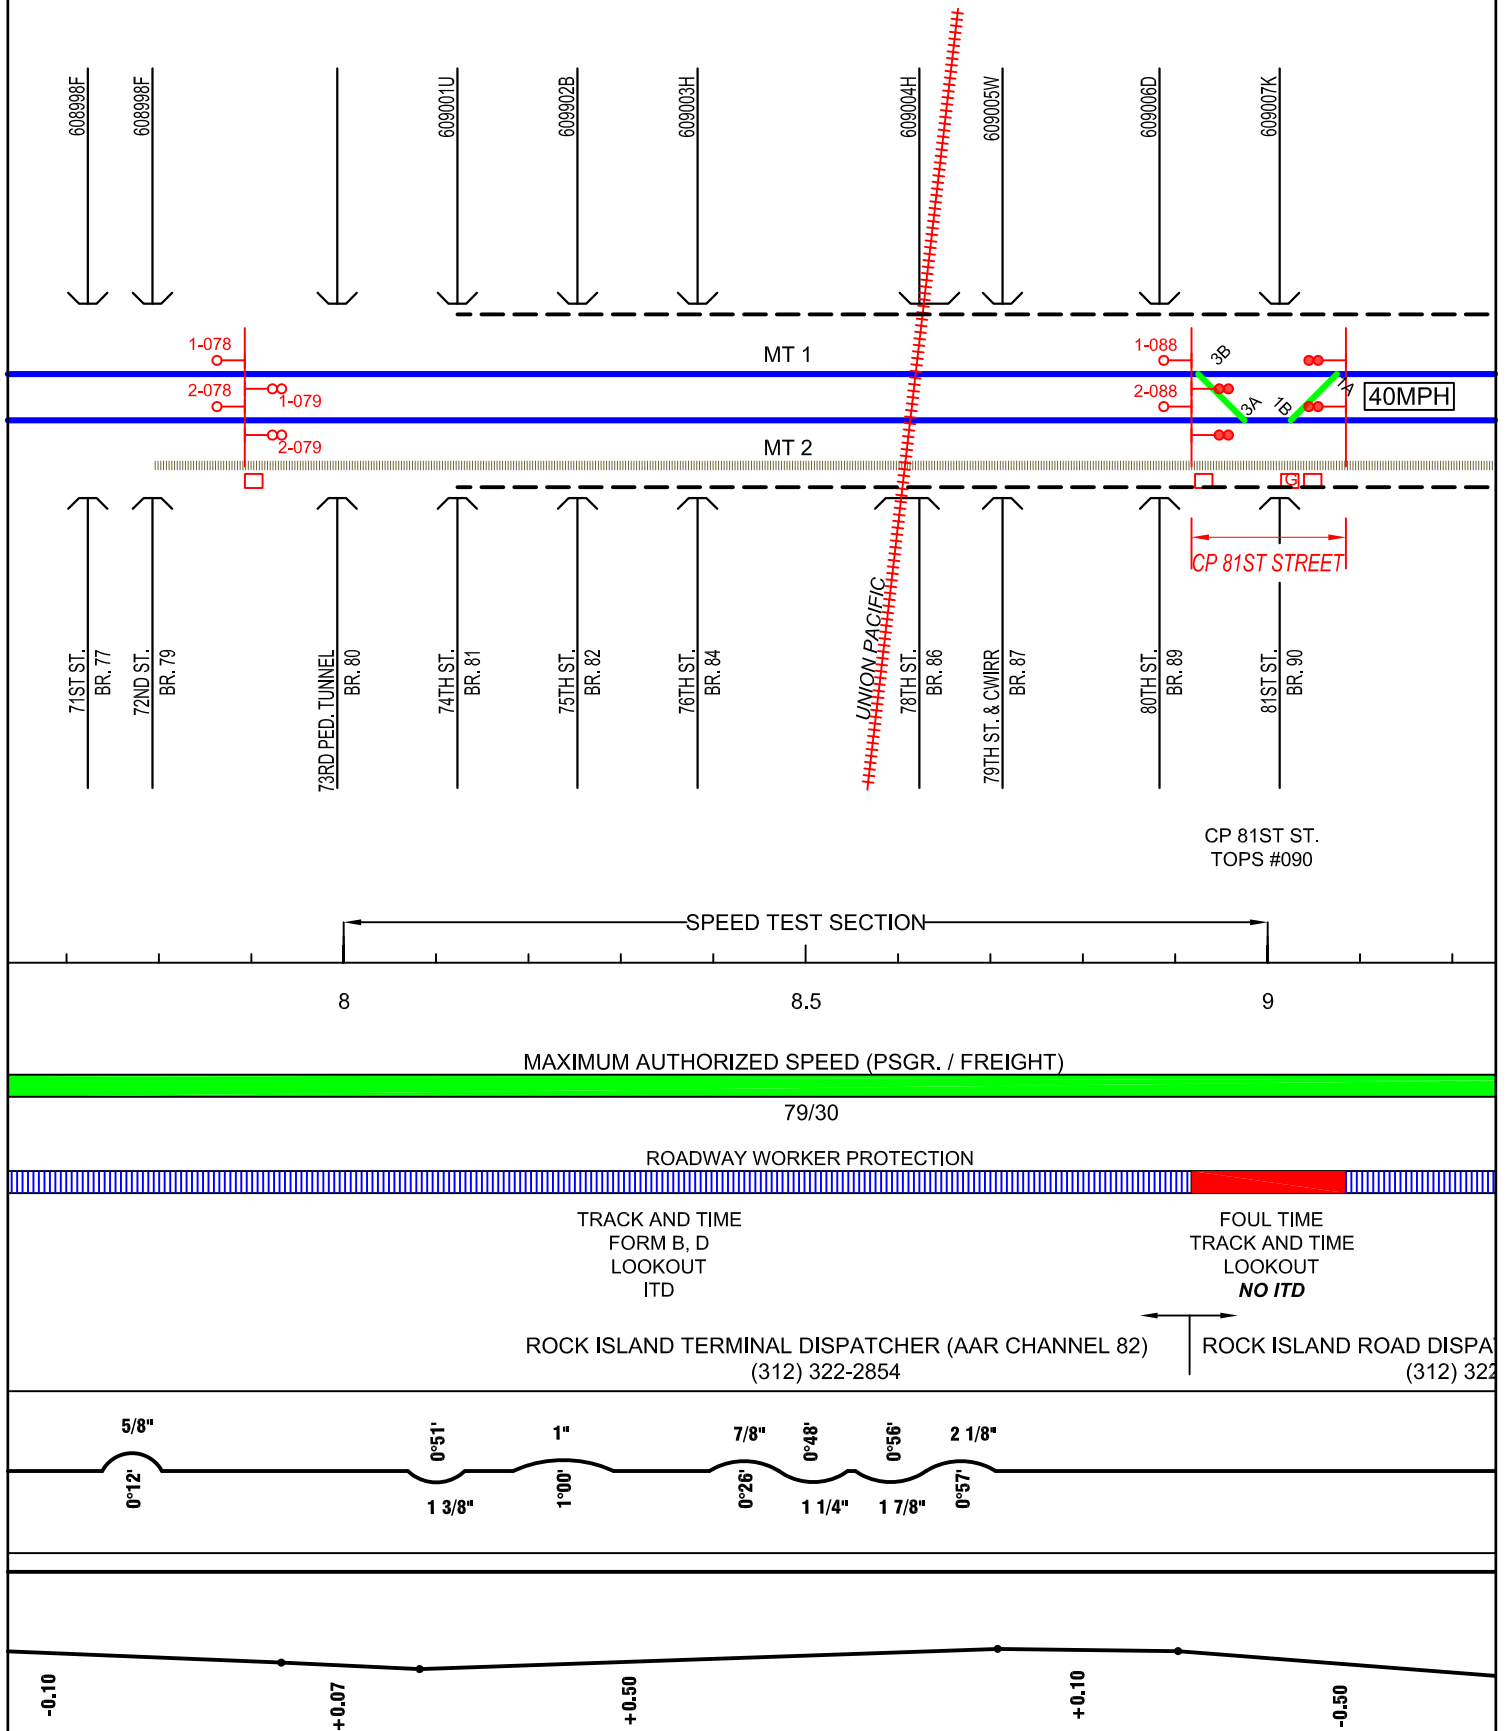 608998F
608998F
609001U
609902B
609003H
609004H
609005W
609006D
609007K
1-078
MT 1
1-088
3B
2-078
1-079
2-088
3A
1B
1A
40MPH
2-079
MT 2
G
CP 81ST STREET
71ST ST.
BR. 77
72ND ST.
BR. 79
73RD PED. TUNNEL
BR. 80
74TH ST.
BR. 81
75TH ST.
BR. 82
76TH ST.
BR. 84
UNION PACIFIC
78TH ST.
BR. 86
79TH ST. & CWIRR
BR. 87
80TH ST.
BR. 89
81ST ST.
BR. 90
CP 81ST ST.
TOPS #090
SPEED TEST SECTION
8
8.5
9
MAXIMUM AUTHORIZED SPEED (PSGR. / FREIGHT)
79/30
ROADWAY WORKER PROTECTION
TRACK AND TIME
FORM B, D
LOOKOUT
ITD
FOUL TIME
TRACK AND TIME
LOOKOUT
NO ITD
ROCK ISLAND TERMINAL DISPATCHER (AAR CHANNEL 82)
(312) 322-2854
ROCK ISLAND ROAD DISPA
(312) 322
5/8"
0°12'
0°51'
1 3/8"
1"
1°00'
7/8"
0°26'
0°48'
1 1/4"
0°56'
1 7/8"
2 1/8"
0°57'
-0.10
+0.07
+0.50
+0.10
-0.50